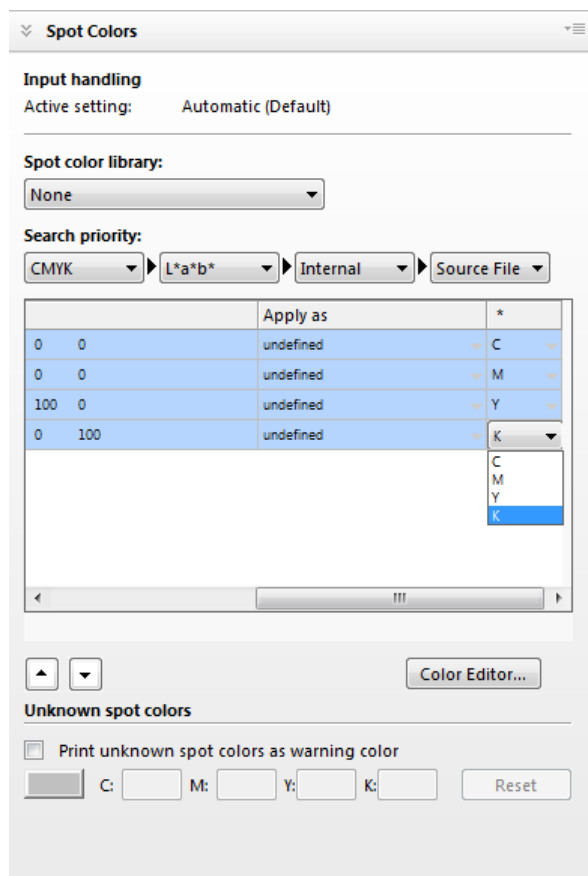 Spot Colors
Input handling
Active setting: Automatic (Default)
Spot color library:
None
Search priority:
CMYK L*a*b* Internal Source File
Apply as *
0 0 undefined C
0 0 undefined M
100 0 undefined Y
0 100 undefined K
C
M
Y
K
Color Editor...
Unknown spot colors
Print unknown spot colors as warning color
C: M: Y: K: Reset